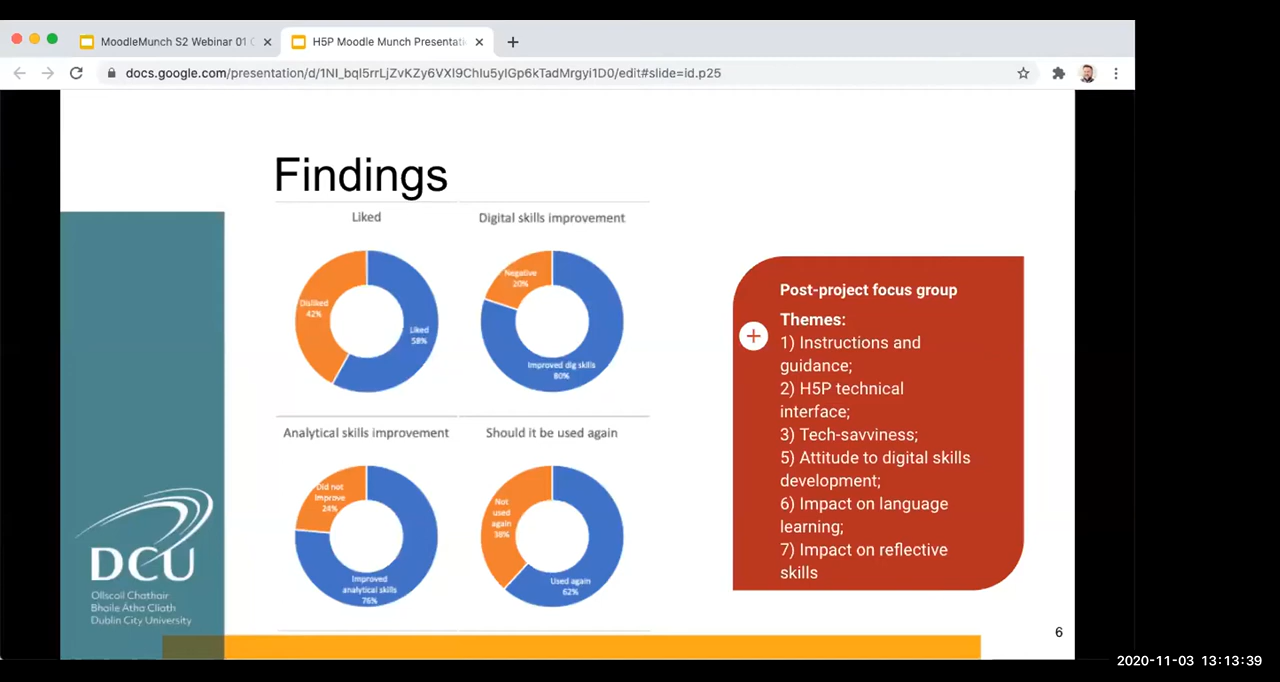 MoodleMunch S2 Webinar 01
H5P Moodle Munch Presentati
docs.google.com/presentation/d/1NI_bqI5rrLjZvKZy6VXI9ChIu5yIGp6kTadMrgyi1D0/edit#slide=id.p25
Findings
Liked
Disliked
42%
Liked
58%
Digital skills improvement
Negative
20%
Improved dig skills
80%
Analytical skills improvement
Did not
improve
24%
Improved
analytical skills
76%
Should it be used again
Not
used
again
38%
Used again
62%
Post-project focus group
Themes:
1) Instructions and
guidance;
2) H5P technical
interface;
3) Tech-savviness;
5) Attitude to digital skills
development;
6) Impact on language
learning;
7) Impact on reflective
skills
DCU
Ollscoil Chathair
Bhaile Átha Cliath
Dublin City University
6
2020-11-03 13:13:39